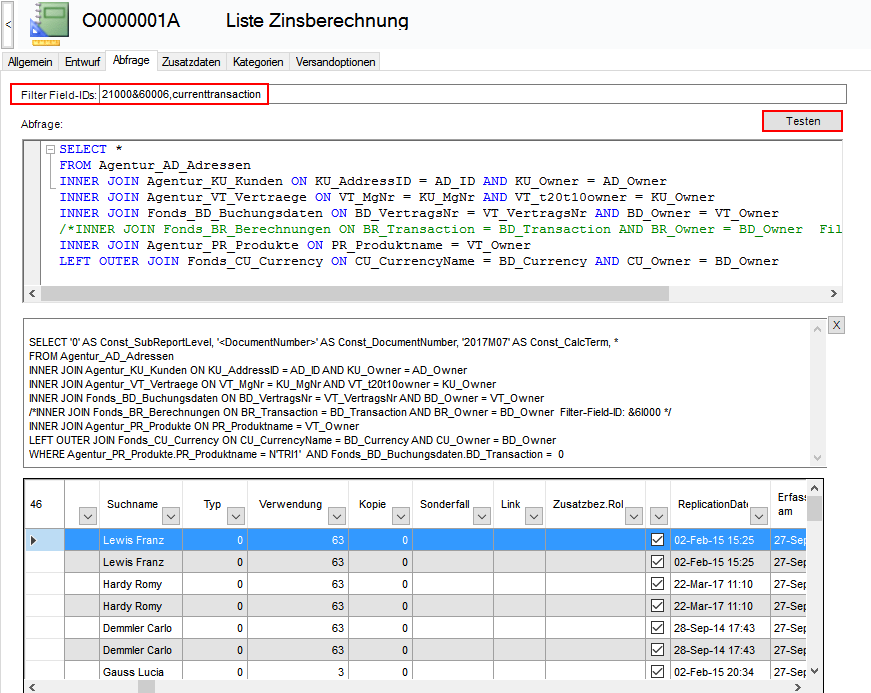 <
O0000001A Liste Zinsberechnung
Allgemein Entwurf Abfrage Zusatzdaten Kategorien Versandoptionen
Filter Field-IDs: 21000&60006,currenttransaction
Testen
Abfrage:
SELECT *
FROM Agentur_AD_Adressen
INNER JOIN Agentur_KU_Kunden ON KU_AddressID = AD_ID AND KU_Owner = AD_Owner
INNER JOIN Agentur_VT_Vertraege ON VT_MgNr = KU_MgNr AND VT_t20t10owner = KU_Owner
INNER JOIN Fonds_BD_Buchungsdaten ON BD_VertragsNr = VT_VertragsNr AND BD_Owner = VT_Owner
/*INNER JOIN Fonds_BR_Berechnungen ON BR_Transaction = BD_Transaction AND BR_Owner = BD_Owner Fil
INNER JOIN Agentur_PR_Produkte ON PR_Produktname = VT_Owner
LEFT OUTER JOIN Fonds_CU_Currency ON CU_CurrencyName = BD_Currency AND CU_Owner = BD_Owner
X
SELECT '0' AS Const_SubReportLevel, '<DocumentNumber>' AS Const_DocumentNumber, '2017M07' AS Const_CalcTerm, *
FROM Agentur_AD_Adressen
INNER JOIN Agentur_KU_Kunden ON KU_AddressID = AD_ID AND KU_Owner = AD_Owner
INNER JOIN Agentur_VT_Vertraege ON VT_MgNr = KU_MgNr AND VT_t20t10owner = KU_Owner
INNER JOIN Fonds_BD_Buchungsdaten ON BD_VertragsNr = VT_VertragsNr AND BD_Owner = VT_Owner
/*INNER JOIN Fonds_BR_Berechnungen ON BR_Transaction = BD_Transaction AND BR_Owner = BD_Owner Filter-Field-ID: &6I000 */
INNER JOIN Agentur_PR_Produkte ON PR_Produktname = VT_Owner
LEFT OUTER JOIN Fonds_CU_Currency ON CU_CurrencyName = BD_Currency AND CU_Owner = BD_Owner
WHERE Agentur_PR_Produkte.PR_Produktname = N'TRI1' AND Fonds_BD_Buchungsdaten.BD_Transaction = 0
46 Suchname Typ Verwendung Kopie Sonderfall Link Zusatzbez.Rol ReplicationDate Erfass
am
Lewis Franz 0 63 0 02-Feb-15 15:25 27-Sep
Lewis Franz 0 63 0 02-Feb-15 15:25 27-Sep
Hardy Romy 0 63 0 22-Mar-17 11:10 27-Sep
Hardy Romy 0 63 0 22-Mar-17 11:10 27-Sep
Demmler Carlo 0 63 0 28-Sep-14 17:43 27-Sep
Demmler Carlo 0 63 0 28-Sep-14 17:43 27-Sep
Gauss Lucia 0 3 0 02-Feb-15 20:34 27-Sep